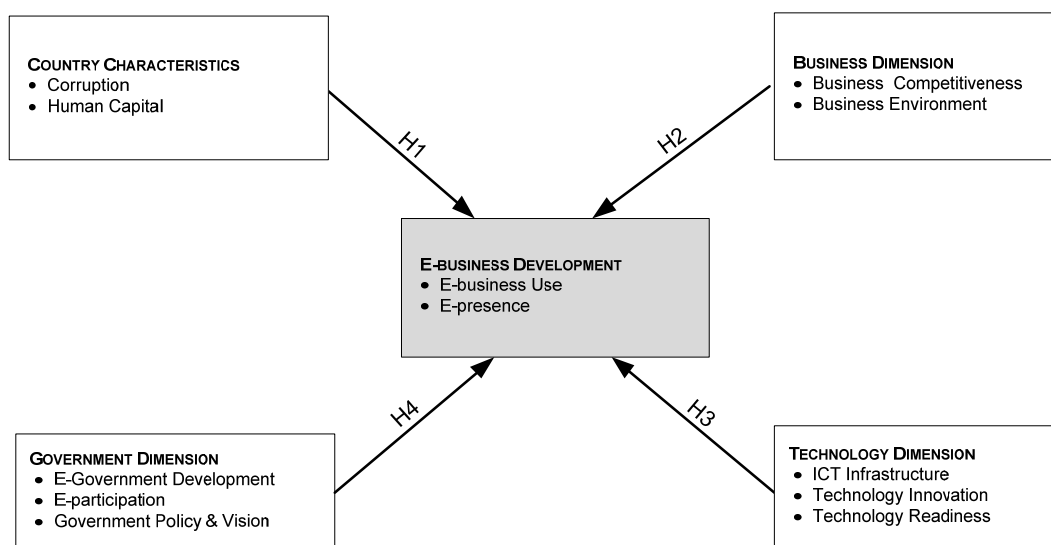 COUNTRY CHARACTERISTICS
• Corruption
• Human Capital
BUSINESS DIMENSION
• Business Competitiveness
• Business Environment
H1
H2
E-BUSINESS DEVELOPMENT
• E-business Use
• E-presence
H4
H3
GOVERNMENT DIMENSION
• E-Government Development
• E-participation
• Government Policy & Vision
TECHNOLOGY DIMENSION
• ICT Infrastructure
• Technology Innovation
• Technology Readiness